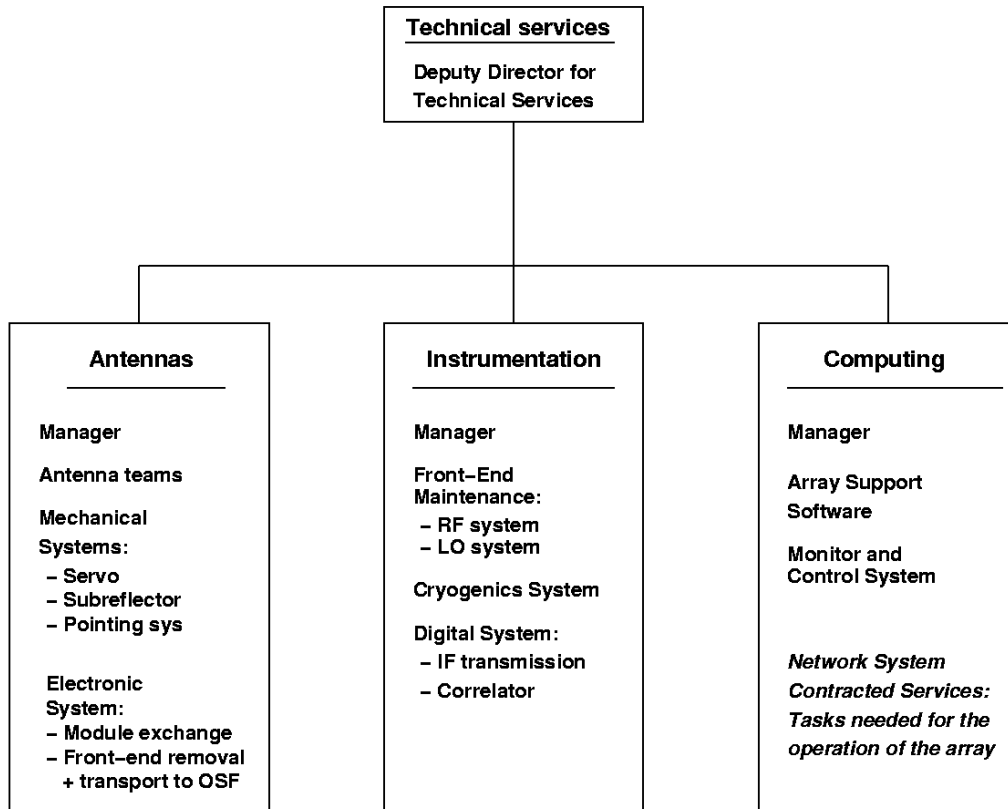 Technical services
Deputy Director for
Technical Services
Antennas
Manager
Antenna teams
Mechanical
Systems:
– Servo
– Subreflector
– Pointing sys
Electronic
System:
– Module exchange
– Front–end removal
+ transport to OSF
Instrumentation
Manager
Front–End
Maintenance:
– RF system
– LO system
Cryogenics System
Digital System:
– IF transmission
– Correlator
Computing
Manager
Array Support
Software
Monitor and
Control System
Network System
Contracted Services:
Tasks needed for the
operation of the array